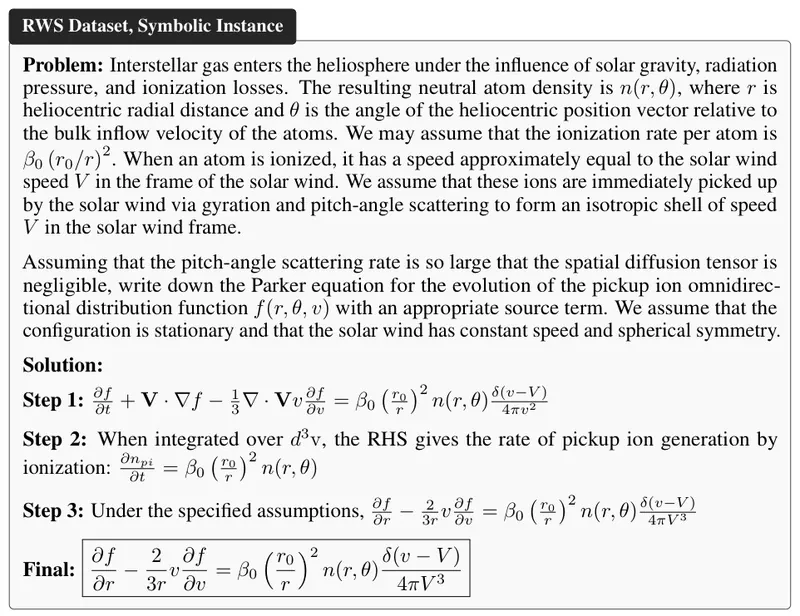 RWS Dataset, Symbolic Instance
Problem: Interstellar gas enters the heliosphere under the influence of solar gravity, radiation
pressure, and ionization losses. The resulting neutral atom density is n(r, θ), where r is
heliocentric radial distance and θ is the angle of the heliocentric position vector relative to
the bulk inflow velocity of the atoms. We may assume that the ionization rate per atom is
β₀ (r₀/r)². When an atom is ionized, it has a speed approximately equal to the solar wind
speed V in the frame of the solar wind. We assume that these ions are immediately picked up
by the solar wind via gyration and pitch-angle scattering to form an isotropic shell of speed
V in the solar wind frame.
Assuming that the pitch-angle scattering rate is so large that the spatial diffusion tensor is
negligible, write down the Parker equation for the evolution of the pickup ion omnidirec-
tional distribution function f(r, θ, v) with an appropriate source term. We assume that the
configuration is stationary and that the solar wind has constant speed and spherical symmetry.
Solution:
Step 1: ∂f/∂t + V · ∇f − 1/3 ∇ · Vv ∂f/∂v = β₀ (r₀/r)² n(r, θ) δ(v−V)/4πv²
Step 2: When integrated over d³v, the RHS gives the rate of pickup ion generation by
ionization: ∂n_pi/∂t = β₀ (r₀/r)² n(r, θ)
Step 3: Under the specified assumptions, ∂f/∂r − 2/3r v ∂f/∂v = β₀ (r₀/r)² n(r, θ) δ(v−V)/4πV³
Final: ∂f/∂r − 2/3r v ∂f/∂v = β₀ (r₀/r)² n(r, θ) δ(v − V)/4πV³